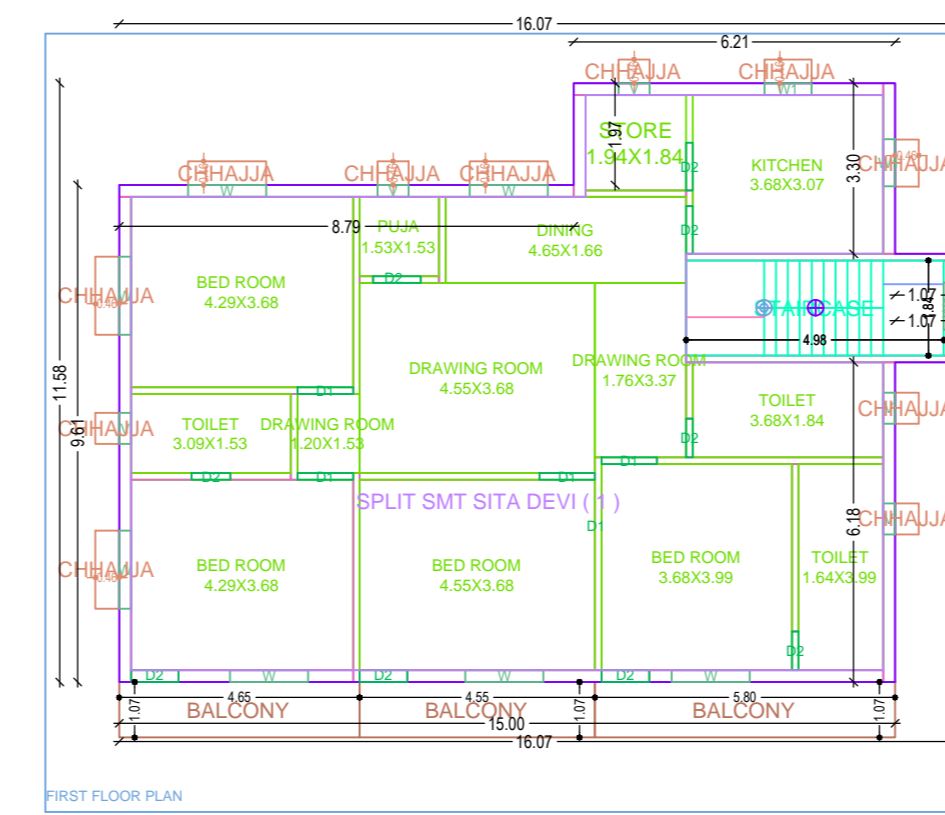 16.07
6.21
CHHAJJA
CHHAJJA
V
W1
STORE
1.94X1.84
1.97
D2
KITCHEN
3.68X3.07
3.30
CHHAJJA
CHHAJJA
CHHAJJA
CHHAJJA
W
V
W
8.79
PUJA
1.53X1.53
DINING
4.65X1.66
D2
D2
BED ROOM
4.29X3.68
CHHAJJA
STAIRCASE
1.07
1.07
1.84
4.98
DRAWING ROOM
4.55X3.68
DRAWING ROOM
1.76X3.37
11.58
9.61
D1
TOILET
3.09X1.53
DRAWING ROOM
1.20X1.53
CHHAJJA
TOILET
3.68X1.84
CHHAJJA
D2
D2
D1
D1
D1
SPLIT SMT SITA DEVI ( 1 )
D1
6.18
CHHAJJA
CHHAJJA
BED ROOM
4.29X3.68
BED ROOM
4.55X3.68
BED ROOM
3.68X3.99
TOILET
1.64X3.99
D2
D2
W
D2
W
D2
W
4.65
4.55
5.80
1.07
BALCONY
BALCONY
1.07
BALCONY
1.07
15.00
16.07
FIRST FLOOR PLAN